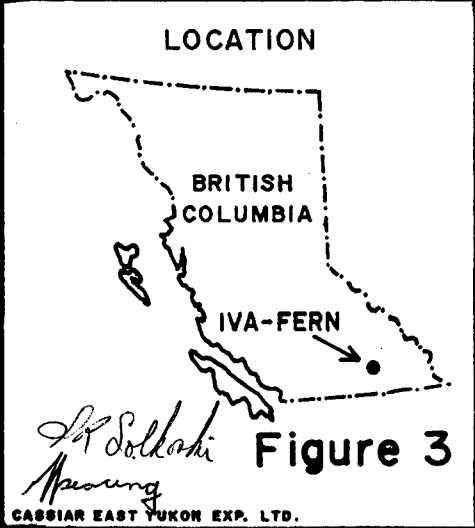 LOCATION
BRITISH
COLUMBIA
IVA-FERN
Figure 3
CASSIAR EAST YUKON EXP. LTD.